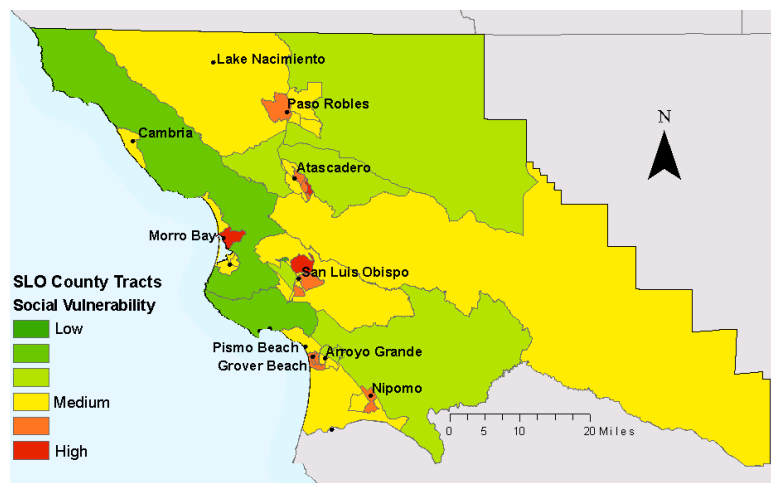 Lake Nacimiento
Paso Robles
N
Cambria
Atascadero
Morro Bay
San Luis Obispo
SLO County Tracts
Social Vulnerability
Low
Medium
High
Pismo Beach
Arroyo Grande
Grover Beach
Nipomo
0 5 10 20 Miles